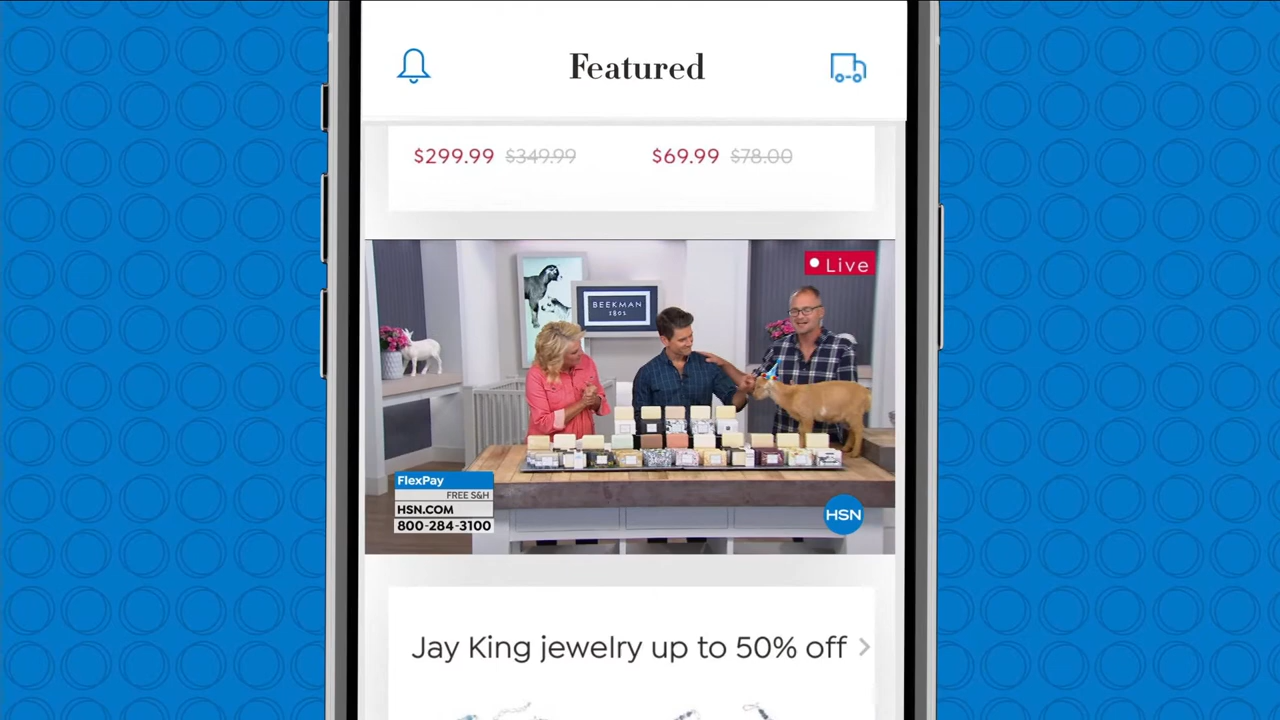 Featured
$299.99 $349.99 $69.99 $78.00
Live
BEEKMAN
1802
FlexPay
FREE S&H
HSN.COM
800-284-3100
HSN
Jay King jewelry up to 50% off